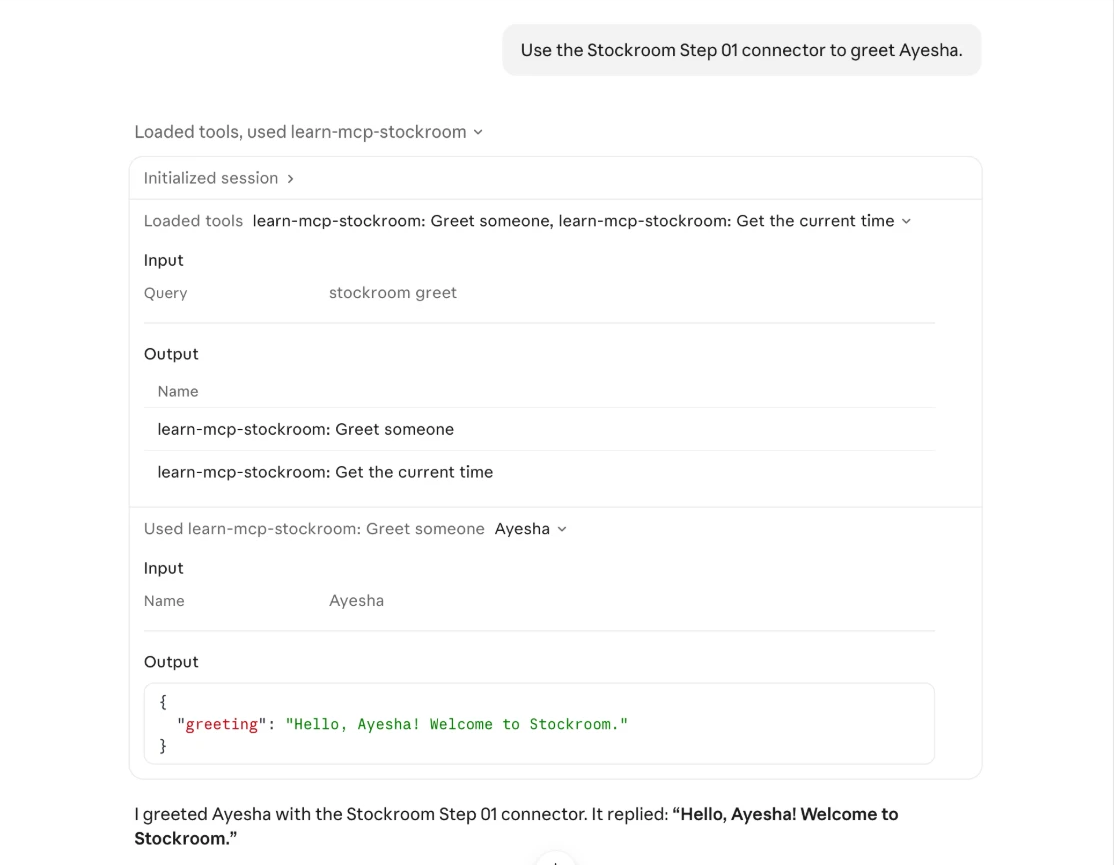 Use the Stockroom Step 01 connector to greet Ayesha.
Loaded tools, used learn-mcp-stockroom
Initialized session
Loaded tools learn-mcp-stockroom: Greet someone, learn-mcp-stockroom: Get the current time
Input
Query stockroom greet
Output
Name
learn-mcp-stockroom: Greet someone
learn-mcp-stockroom: Get the current time
Used learn-mcp-stockroom: Greet someone Ayesha
Input
Name Ayesha
Output
{
"greeting": "Hello, Ayesha! Welcome to Stockroom."
}
I greeted Ayesha with the Stockroom Step 01 connector. It replied: “Hello, Ayesha! Welcome to
Stockroom.”